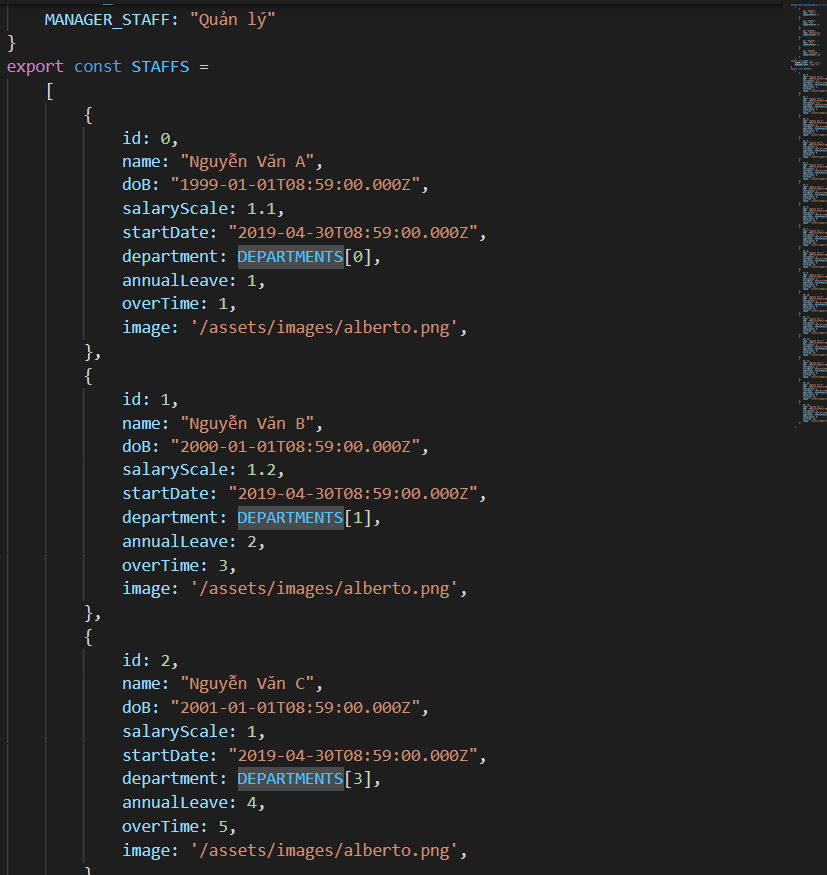 MANAGER_STAFF: "Quản lý"
}
export const STAFFS =
[
{
id: 0,
name: "Nguyễn Văn A",
doB: "1999-01-01T08:59:00.000Z",
salaryScale: 1.1,
startDate: "2019-04-30T08:59:00.000Z",
department: DEPARTMENTS[0],
annualLeave: 1,
overTime: 1,
image: '/assets/images/alberto.png',
},
{
id: 1,
name: "Nguyễn Văn B",
doB: "2000-01-01T08:59:00.000Z",
salaryScale: 1.2,
startDate: "2019-04-30T08:59:00.000Z",
department: DEPARTMENTS[1],
annualLeave: 2,
overTime: 3,
image: '/assets/images/alberto.png',
},
{
id: 2,
name: "Nguyễn Văn C",
doB: "2001-01-01T08:59:00.000Z",
salaryScale: 1,
startDate: "2019-04-30T08:59:00.000Z",
department: DEPARTMENTS[3],
annualLeave: 4,
overTime: 5,
image: '/assets/images/alberto.png',